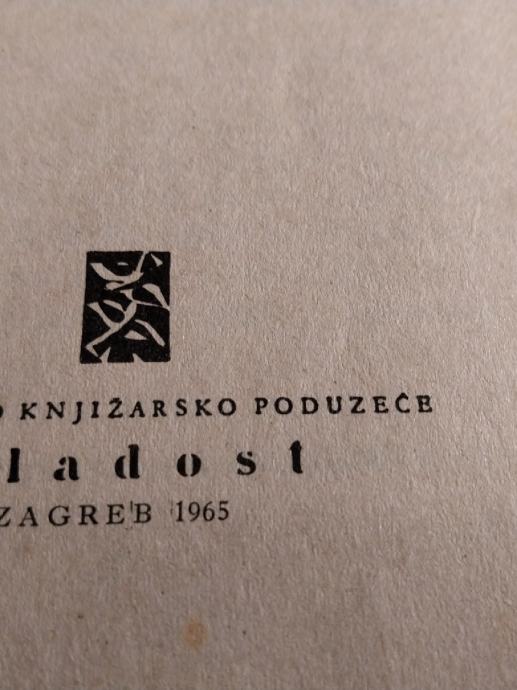 O KNJIŽARSKO PODUZEĆE
ladost
ZAGREB 1965